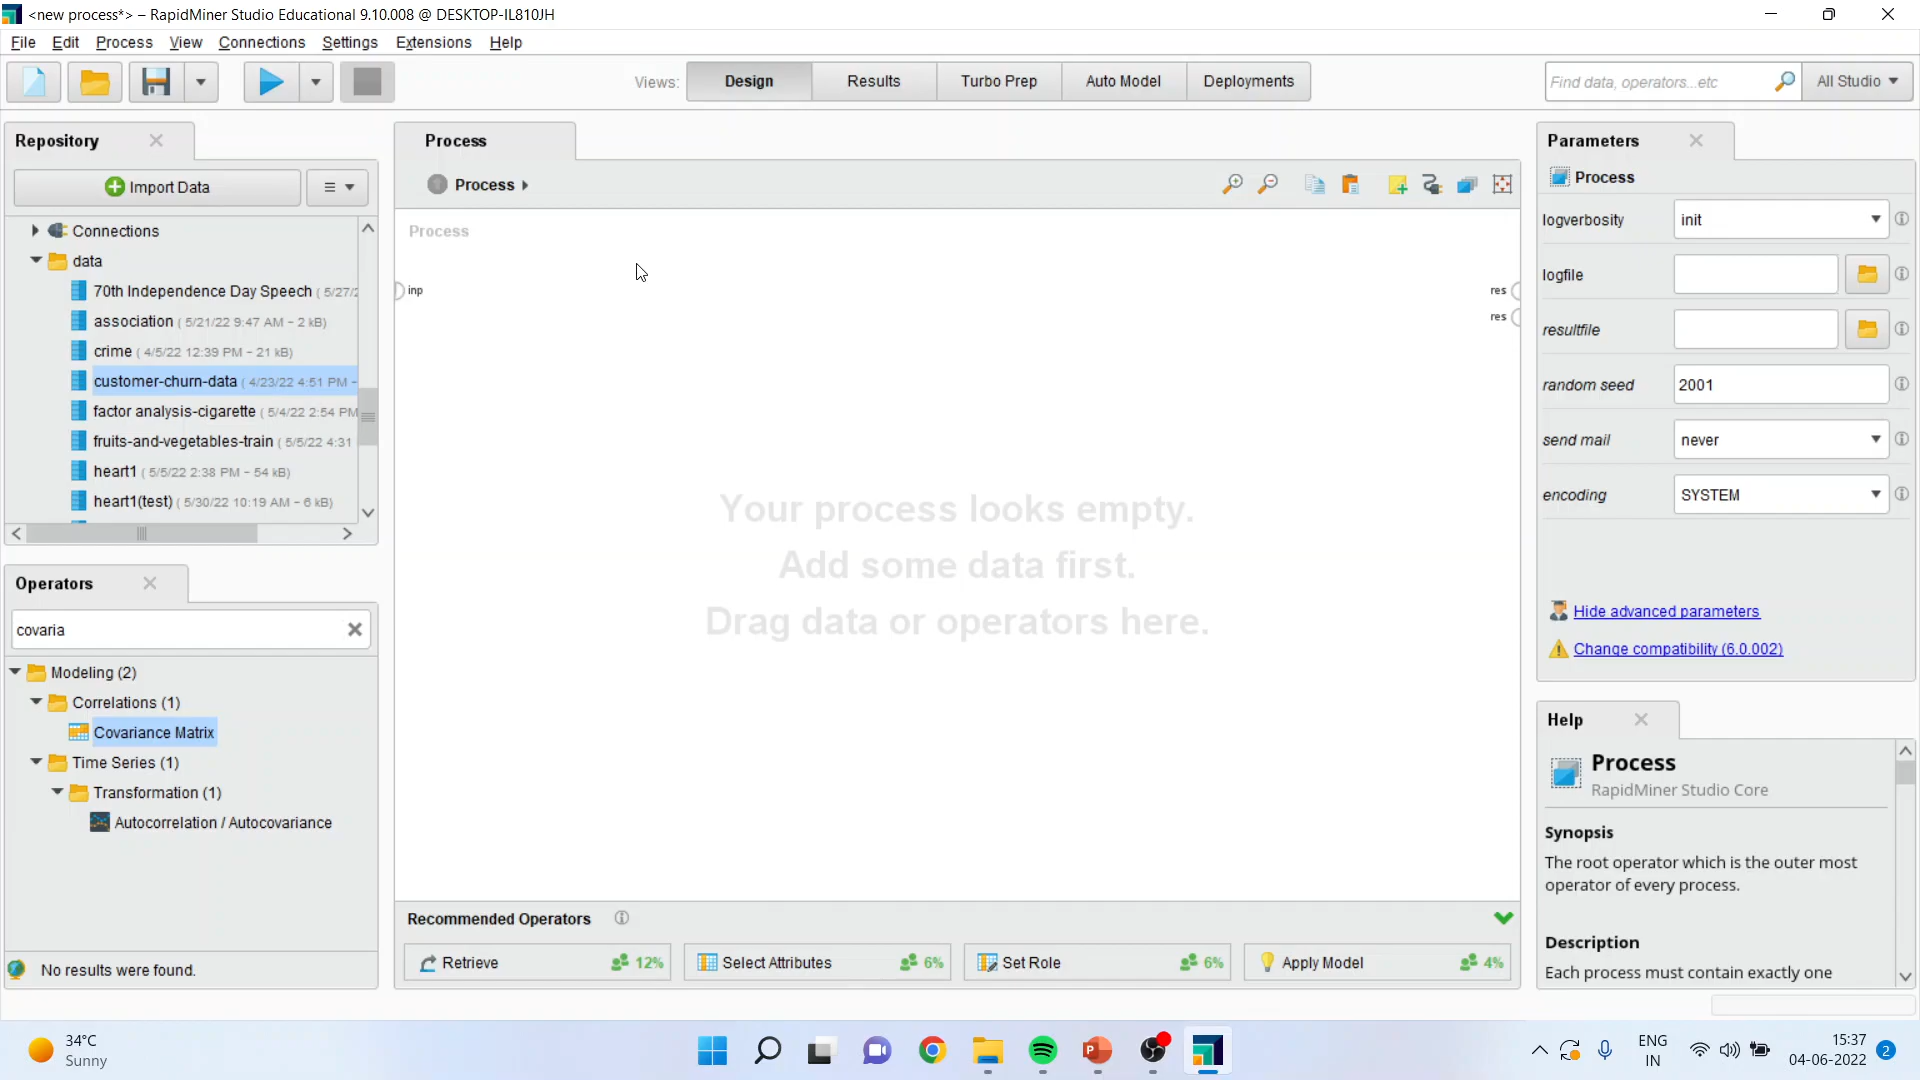 <new process*> – RapidMiner Studio Educational 9.10.008 @ DESKTOP-IL810JH
File Edit Process View Connections Settings Extensions Help
Views: Design Results Turbo Prep Auto Model Deployments
Find data, operators...etc All Studio
Repository
Import Data
Connections
data
70th Independence Day Speech ( 5/27/2
association ( 5/21/22 9:47 AM – 2 kB)
crime ( 4/5/22 12:39 PM – 21 kB)
customer-churn-data ( 4/23/22 4:51 PM –
factor analysis-cigarette ( 5/4/22 2:54 PM
fruits-and-vegetables-train ( 5/5/22 4:31
heart1 ( 5/5/22 2:38 PM – 54 kB)
heart1(test) ( 5/30/22 10:19 AM – 6 kB)
Operators
covaria
Modeling (2)
Correlations (1)
Covariance Matrix
Time Series (1)
Transformation (1)
Autocorrelation / Autocovariance
No results were found.
Process
Process
Process
inp
res
res
Your process looks empty.
Add some data first.
Drag data or operators here.
Recommended Operators
Retrieve 12%
Select Attributes 6%
Set Role 6%
Apply Model 4%
Parameters
Process
logverbosity init
logfile
resultfile
random seed 2001
send mail never
encoding SYSTEM
Hide advanced parameters
Change compatibility (6.0.002)
Help
Process
RapidMiner Studio Core
Synopsis
The root operator which is the outer most
operator of every process.
Description
Each process must contain exactly one
34°C
Sunny
ENG
IN
15:37
04-06-2022
2